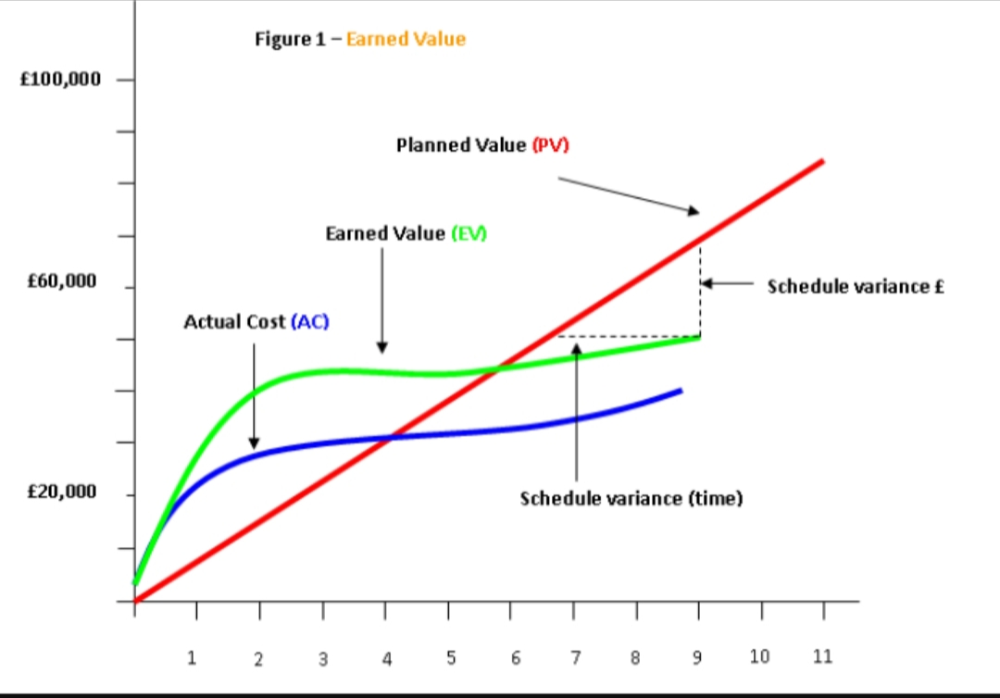 Figure 1 – Earned Value
£100,000
Planned Value (PV)
Earned Value (EV)
£60,000
Schedule variance £
Actual Cost (AC)
£20,000
Schedule variance (time)
1 2 3 4 5 6 7 8 9 10 11